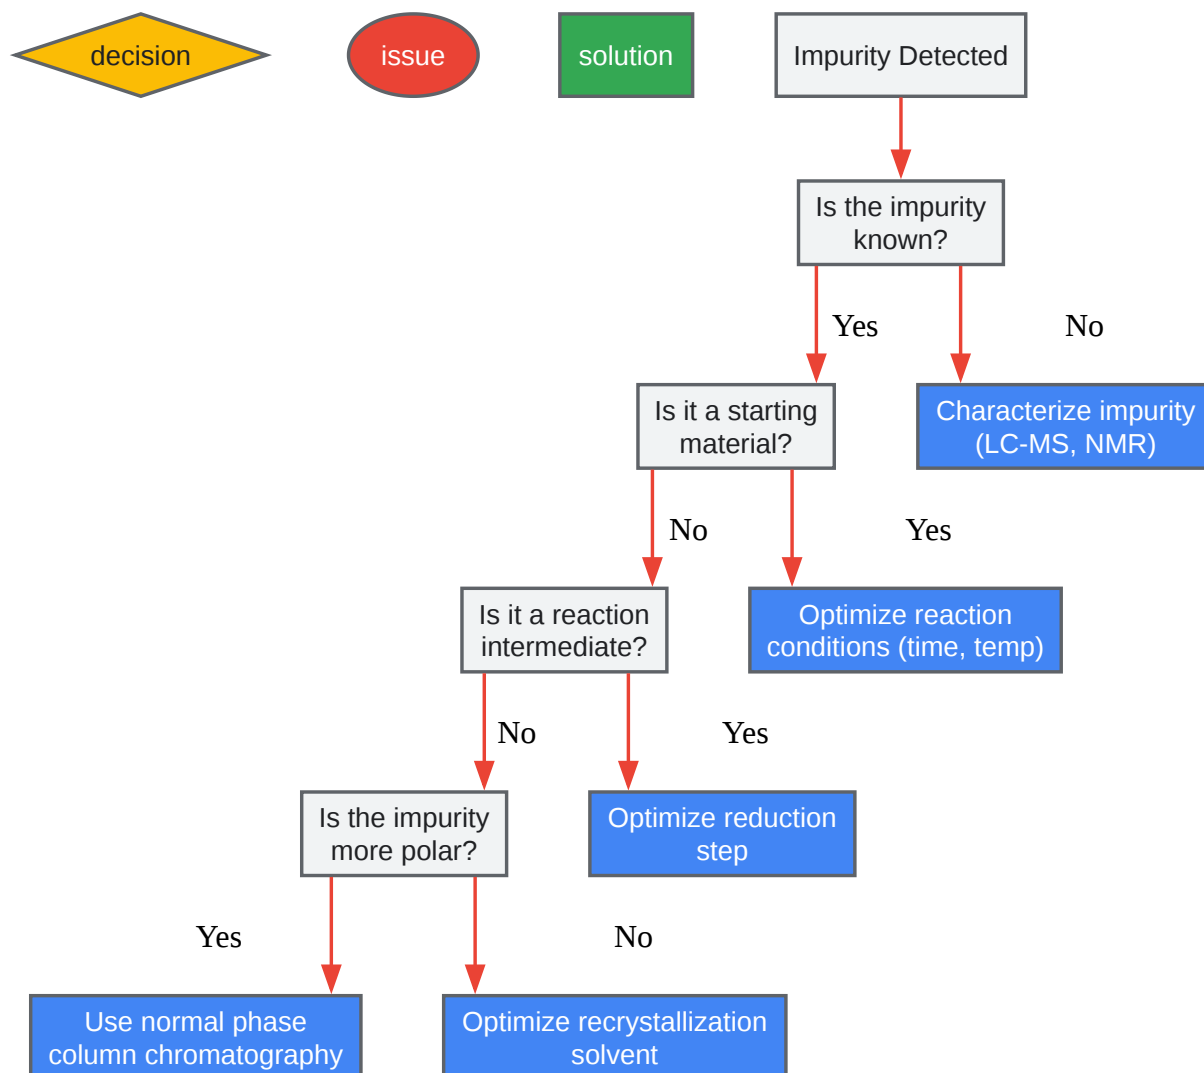 decision
issue
solution
Impurity Detected
Is the impurity
known?
Yes
No
Is it a starting
material?
Characterize impurity
(LC-MS, NMR)
No
Yes
Is it a reaction
intermediate?
Optimize reaction
conditions (time, temp)
No
Yes
Is the impurity
more polar?
Optimize reduction
step
Yes
No
Use normal phase
column chromatography
Optimize recrystallization
solvent